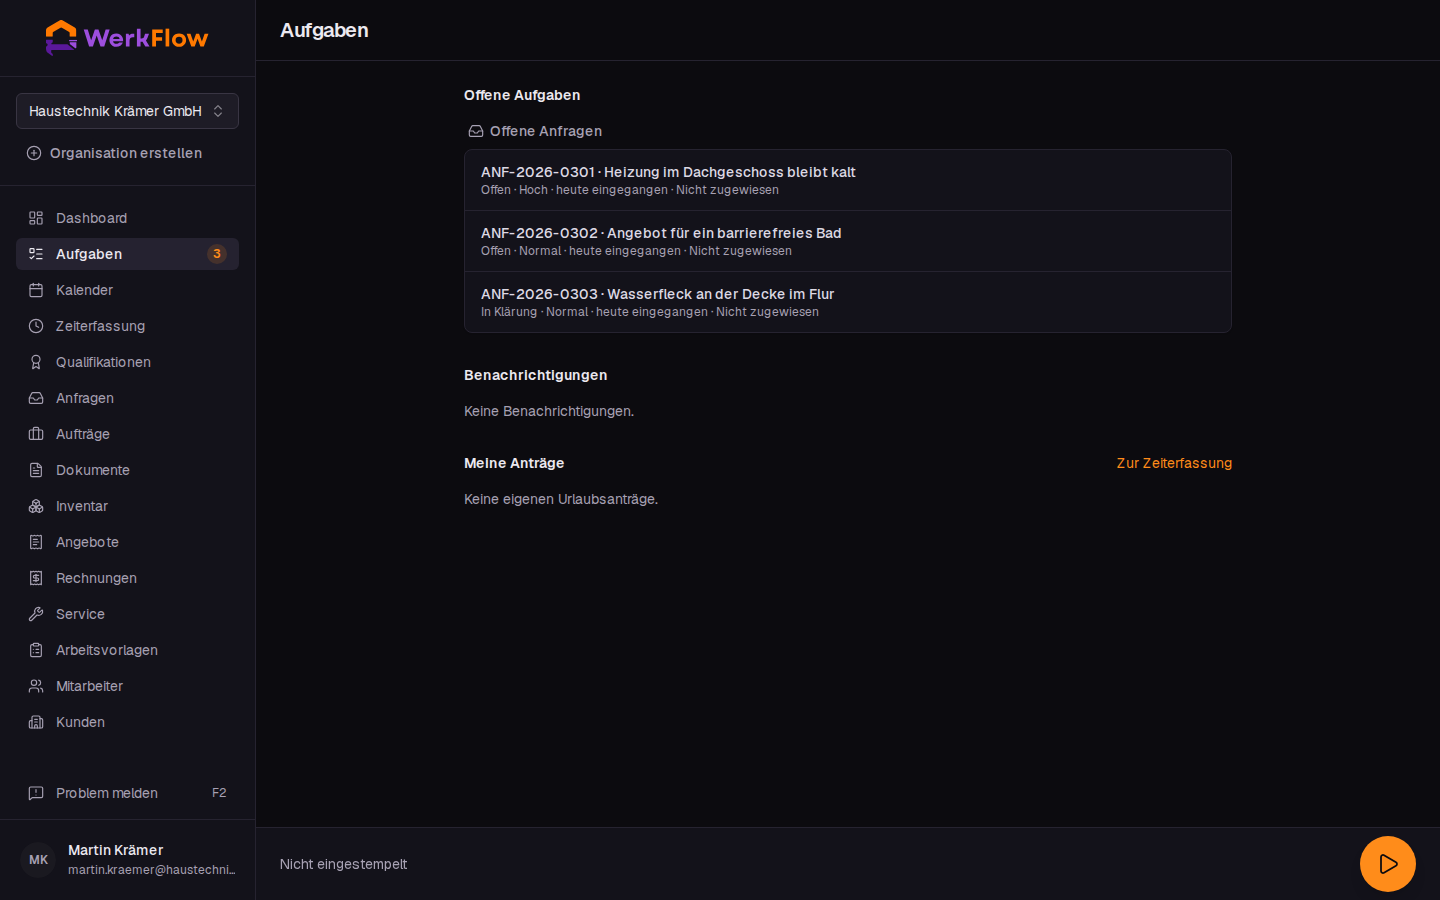 WerkFlow
Haustechnik Krämer GmbH
Organisation erstellen
Dashboard
Aufgaben 3
Kalender
Zeiterfassung
Qualifikationen
Anfragen
Aufträge
Dokumente
Inventar
Angebote
Rechnungen
Service
Arbeitsvorlagen
Mitarbeiter
Kunden
Problem melden F2
MK
Martin Krämer
martin.kraemer@haustechni…
Aufgaben
Offene Aufgaben
Offene Anfragen
ANF-2026-0301 · Heizung im Dachgeschoss bleibt kalt
Offen · Hoch · heute eingegangen · Nicht zugewiesen
ANF-2026-0302 · Angebot für ein barrierefreies Bad
Offen · Normal · heute eingegangen · Nicht zugewiesen
ANF-2026-0303 · Wasserfleck an der Decke im Flur
In Klärung · Normal · heute eingegangen · Nicht zugewiesen
Benachrichtigungen
Keine Benachrichtigungen.
Meine Anträge
Zur Zeiterfassung
Keine eigenen Urlaubsanträge.
Nicht eingestempelt